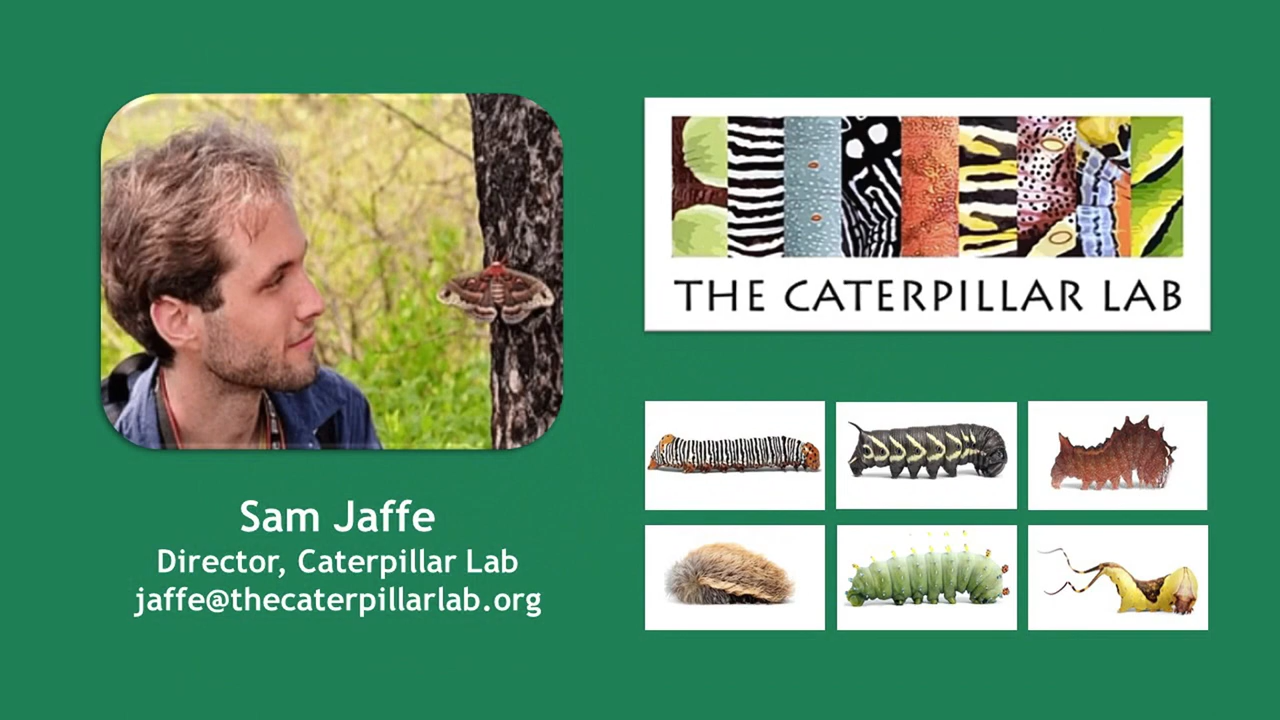 THE CATERPILLAR LAB
Sam Jaffe
Director, Caterpillar Lab
jaffe@thecaterpillarlab.org